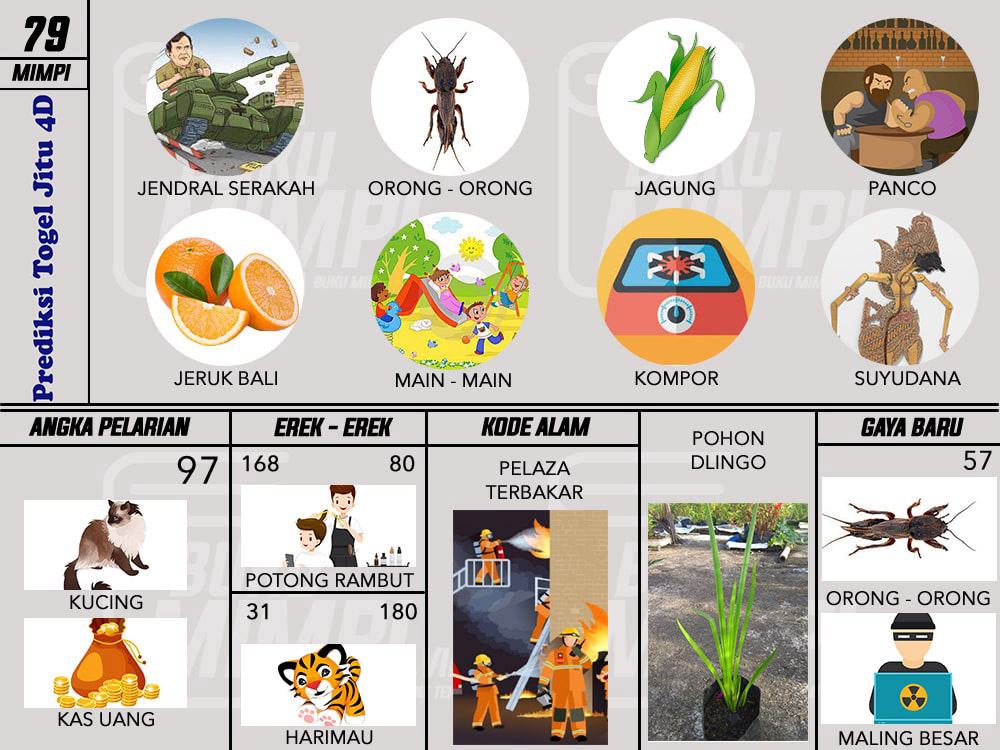 79
MIMPI
Prediksi Togel Jitu 4D
JENDRAL SERAKAH
ORONG - ORONG
JAGUNG
PANCO
JERUK BALI
MAIN - MAIN
KOMPOR
SUYUDANA
ANGKA PELARIAN
97
KUCING
KAS UANG
EREK - EREK
168 80
POTONG RAMBUT
31 180
HARIMAU
KODE ALAM
PELAZA
TERBAKAR
POHON
DLINGO
GAYA BARU
57
ORONG - ORONG
MALING BESAR
BUKU
MIMPI